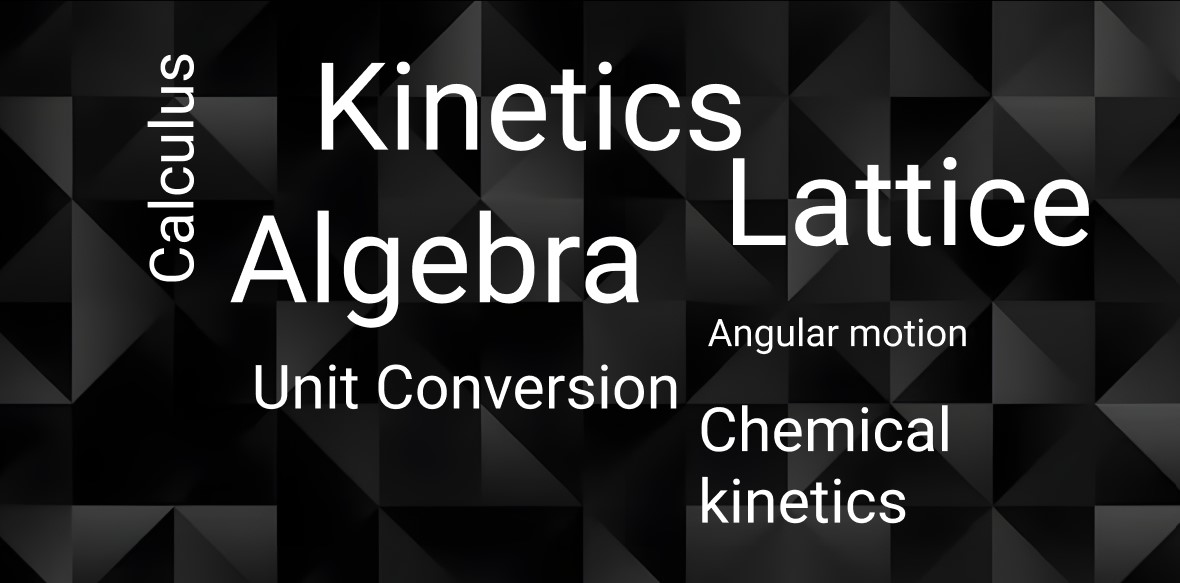 Calculus
Kinetics
Lattice
Algebra
Angular motion
Unit Conversion
Chemical
kinetics